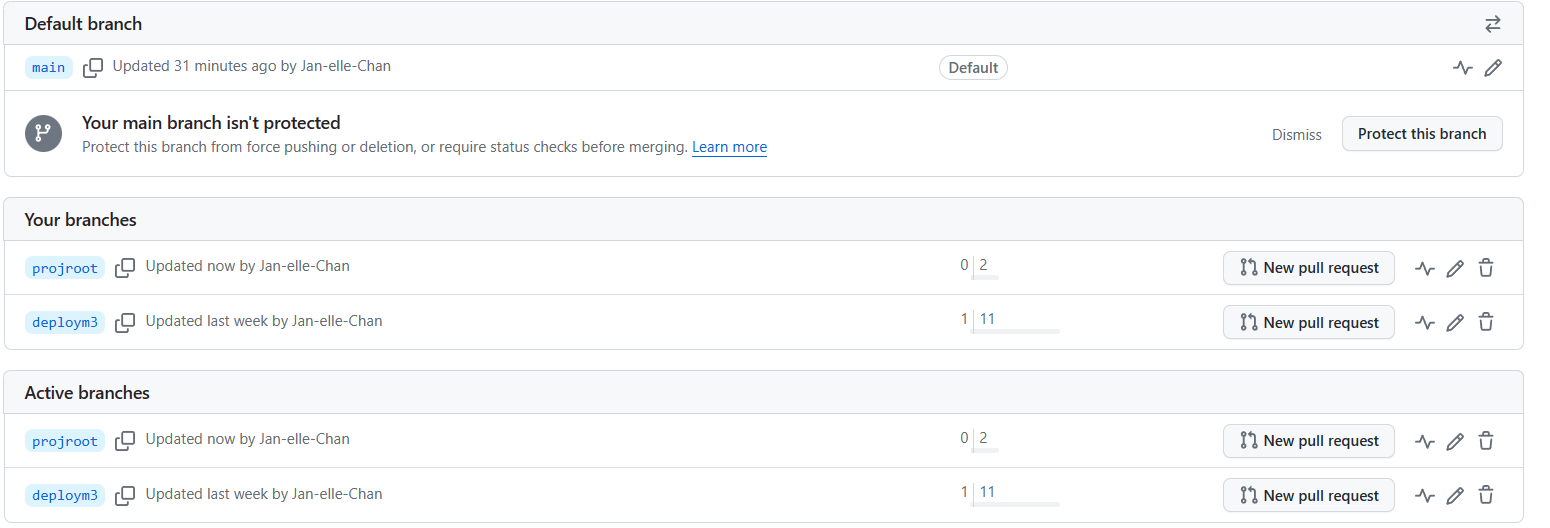 Default branch
main Updated 31 minutes ago by Jan-elle-Chan Default
Your main branch isn't protected
Protect this branch from force pushing or deletion, or require status checks before merging. Learn more
Dismiss Protect this branch
Your branches
projroot Updated now by Jan-elle-Chan 0 2 New pull request
deploym3 Updated last week by Jan-elle-Chan 1 11 New pull request
Active branches
projroot Updated now by Jan-elle-Chan 0 2 New pull request
deploym3 Updated last week by Jan-elle-Chan 1 11 New pull request